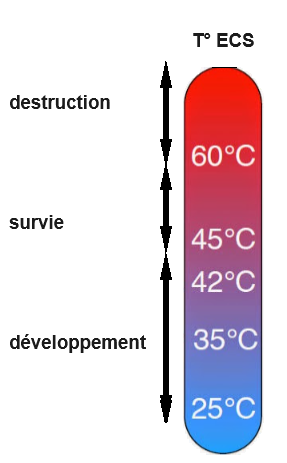 T° ECS
destruction
60°C
survie
45°C
42°C
développement
35°C
25°C